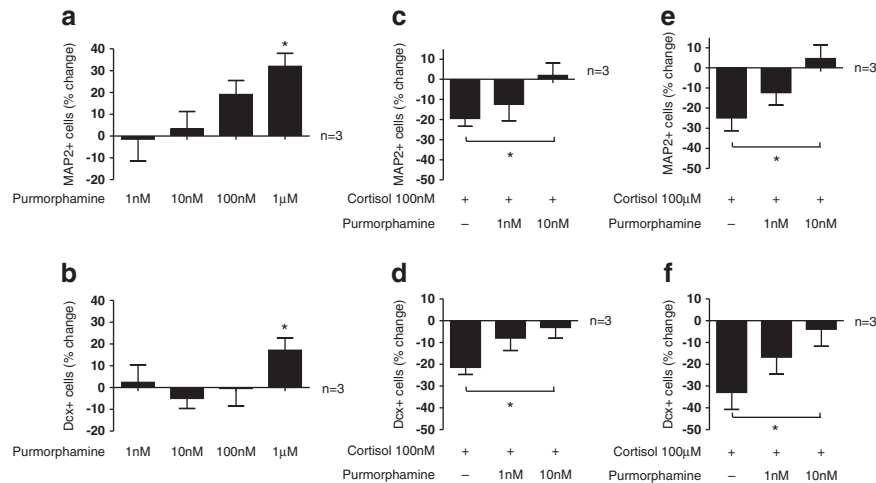 a
MAP2+ cells (% change)
40
30
20
10
0
-10
-20
*
n=3
Purmorphamine 1nM 10nM 100nM 1μM
c
MAP2+ cells (% change)
10
0
-10
-20
-30
-40
-50
n=3
*
Cortisol 100nM + + +
Purmorphamine – 1nM 10nM
e
MAP2+ cells (% change)
10
0
-10
-20
-30
-40
-50
n=3
*
Cortisol 100μM + + +
Purmorphamine – 1nM 10nM
b
Dcx+ cells (% change)
40
30
20
10
0
-10
-20
*
n=3
Purmorphamine 1nM 10nM 100nM 1μM
d
Dcx+ cells (% change)
10
0
-10
-20
-30
-40
-50
n=3
*
Cortisol 100nM + + +
Purmorphamine – 1nM 10nM
f
Dcx+ cells (% change)
10
0
-10
-20
-30
-40
-50
n=3
*
Cortisol 100μM + + +
Purmorphamine – 1nM 10nM